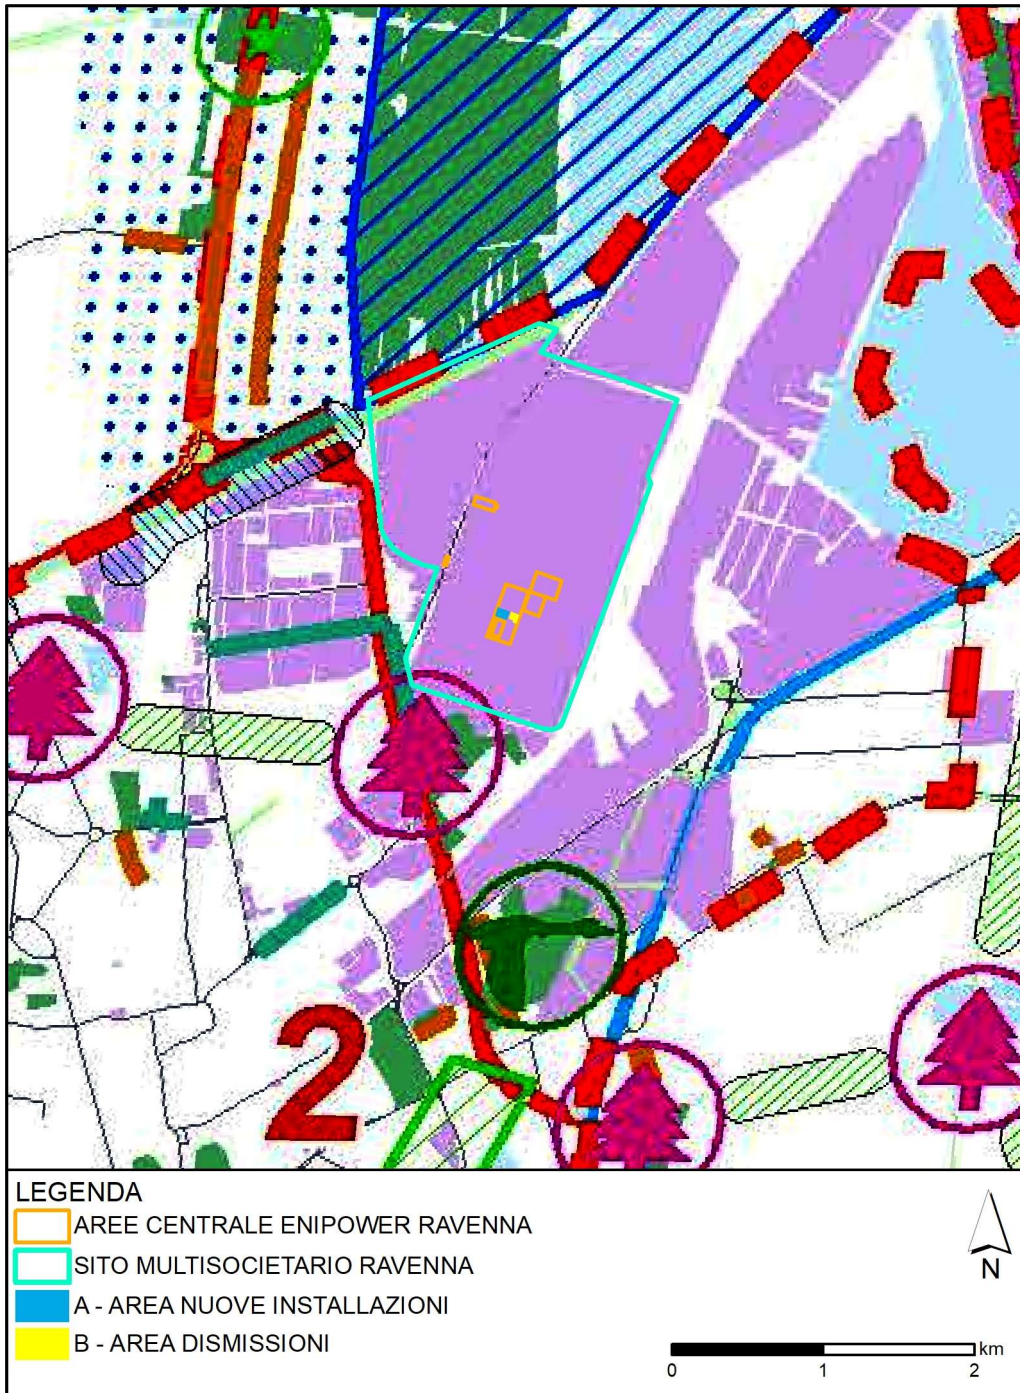 2
LEGENDA
AREE CENTRALE ENIPOWER RAVENNA
SITO MULTISOCIETARIO RAVENNA
A - AREA NUOVE INSTALLAZIONI
B - AREA DISMISSIONI
N
km
0 1 2